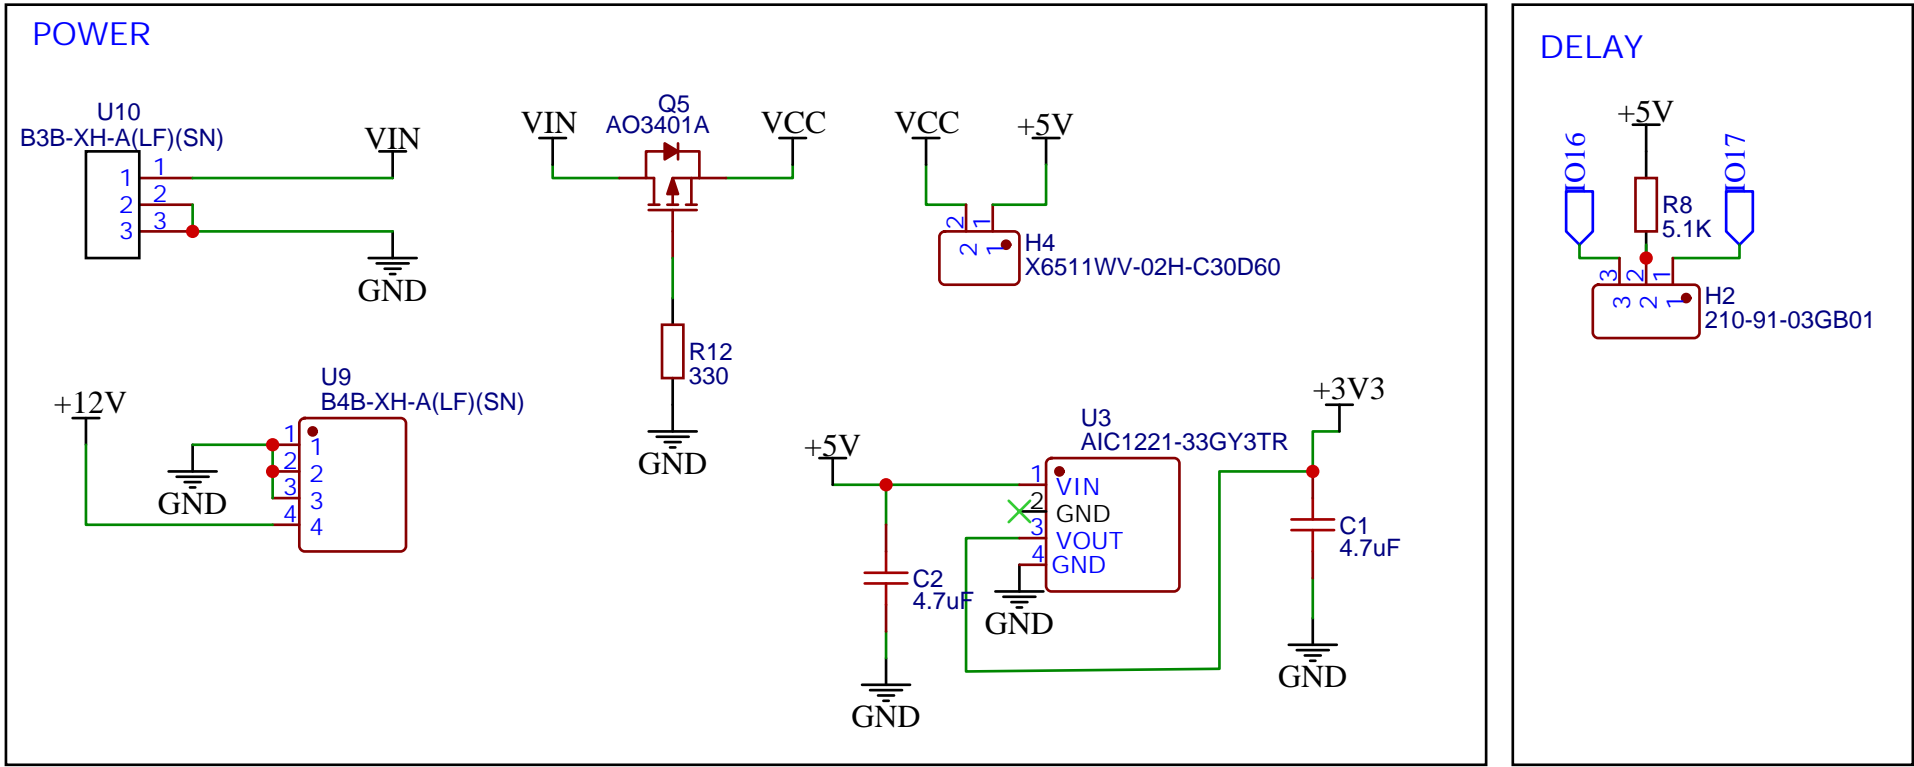 POWER
U10
B3B-XH-A(LF)(SN)
1
2
3
1
2
3
VIN
GND
VIN
Q5
AO3401A
VCC
R12
330
GND
VCC
+5V
2
1
2
1
H4
X6511WV-02H-C30D60
+12V
GND
U9
B4B-XH-A(LF)(SN)
1
2
3
4
1
2
3
4
+5V
C2
4.7uF
GND
U3
AIC1221-33GY3TR
1
VIN
2
GND
3
VOUT
4
GND
GND
+3V3
C1
4.7uF
GND
DELAY
IO16
+5V
IO17
R8
5.1K
3
2
1
3
2
1
H2
210-91-03GB01